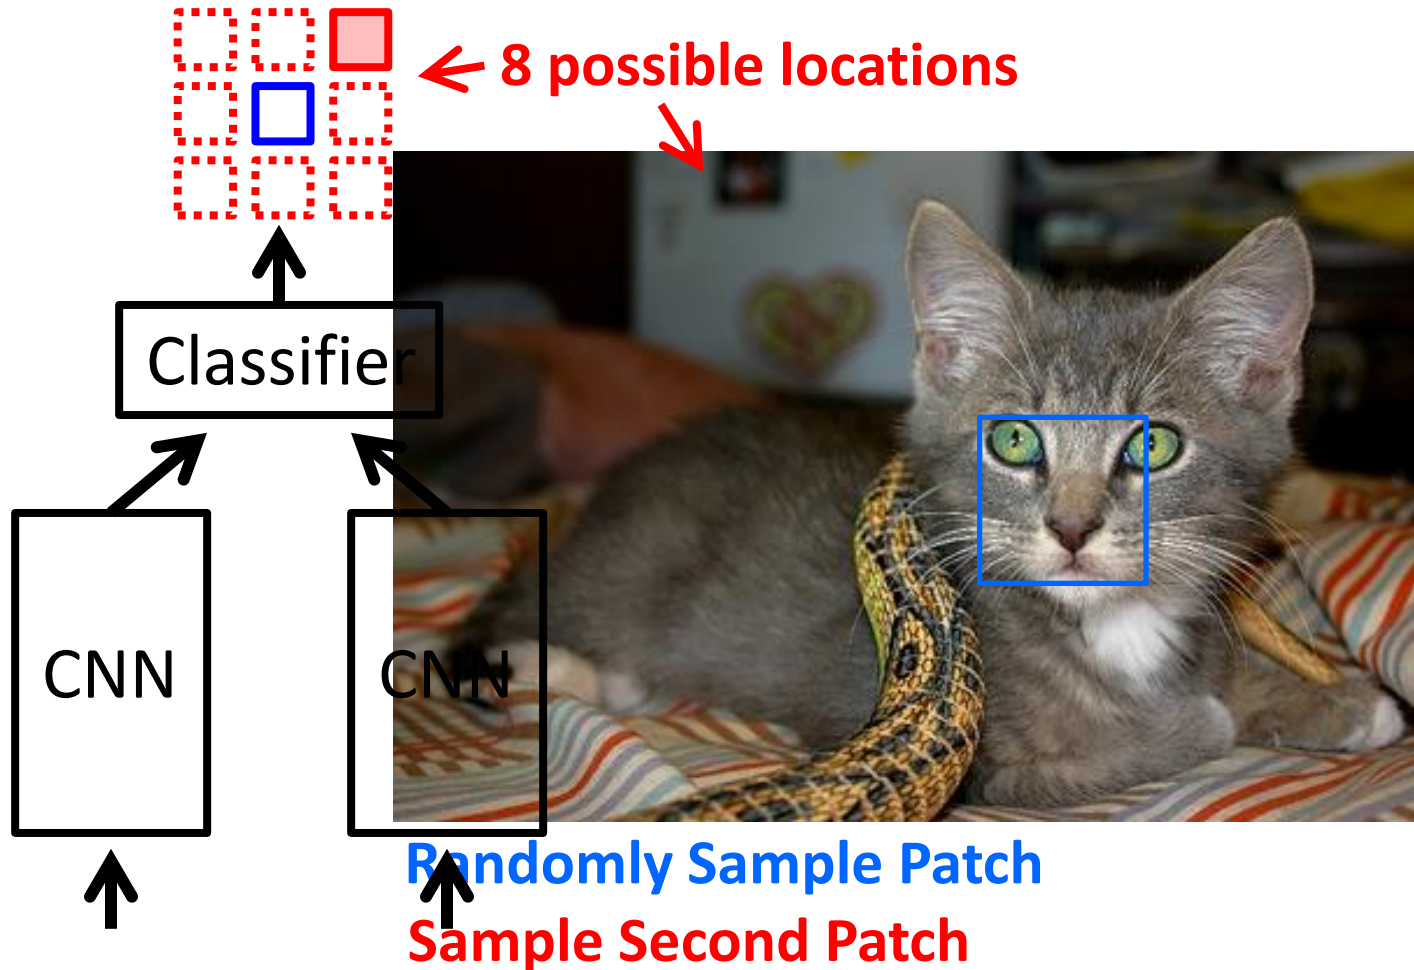 8 possible locations
Classifier
CNN
CNN
Randomly Sample Patch
Sample Second Patch